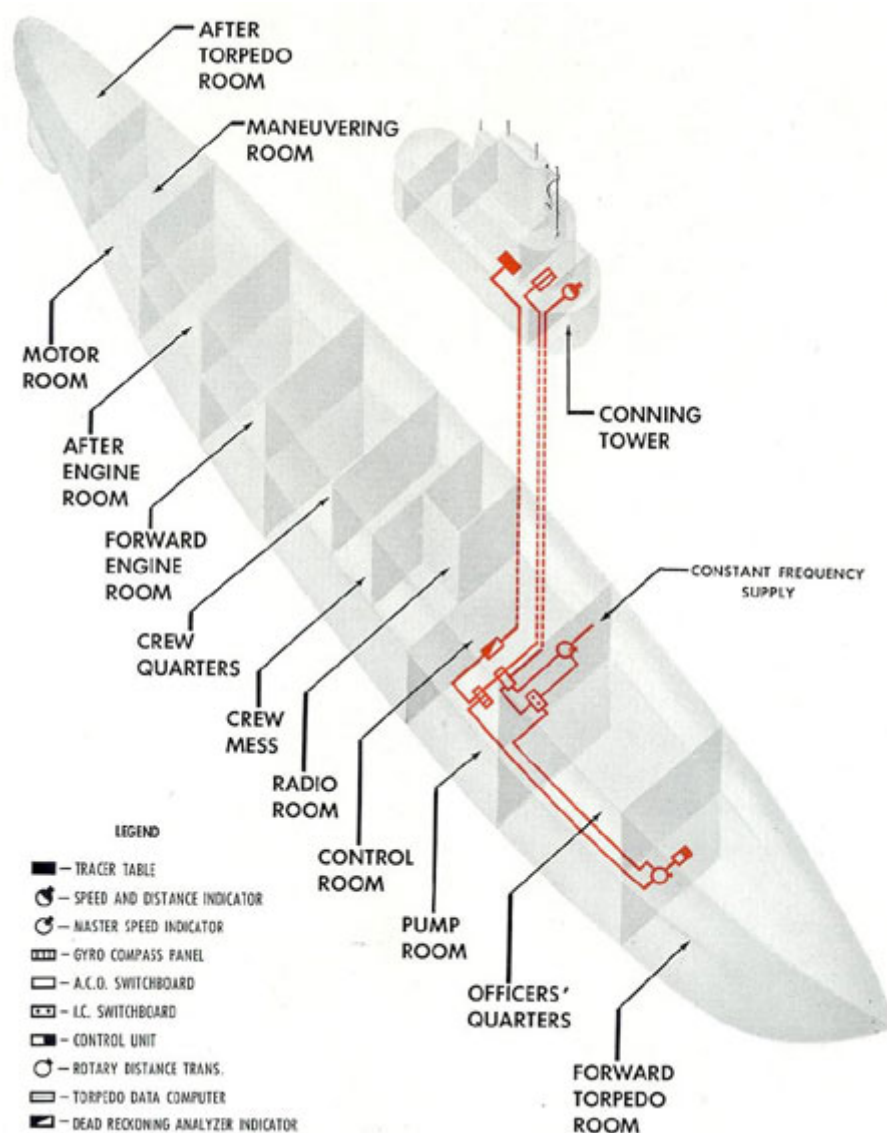 AFTER
TORPEDO
ROOM
MANEUVERING
ROOM
MOTOR
ROOM
AFTER
ENGINE
ROOM
FORWARD
ENGINE
ROOM
CREW
QUARTERS
CREW
MESS
RADIO
ROOM
CONTROL
ROOM
PUMP
ROOM
OFFICERS'
QUARTERS
FORWARD
TORPEDO
ROOM
CONNING
TOWER
CONSTANT FREQUENCY
SUPPLY
LEGEND
— TRACER TABLE
— SPEED AND DISTANCE INDICATOR
— MASTER SPEED INDICATOR
— GYRO COMPASS PANEL
— A.C.O. SWITCHBOARD
— I.C. SWITCHBOARD
— CONTROL UNIT
— ROTARY DISTANCE TRANS.
— TORPEDO DATA COMPUTER
— DEAD RECKONING ANALYZER INDICATOR